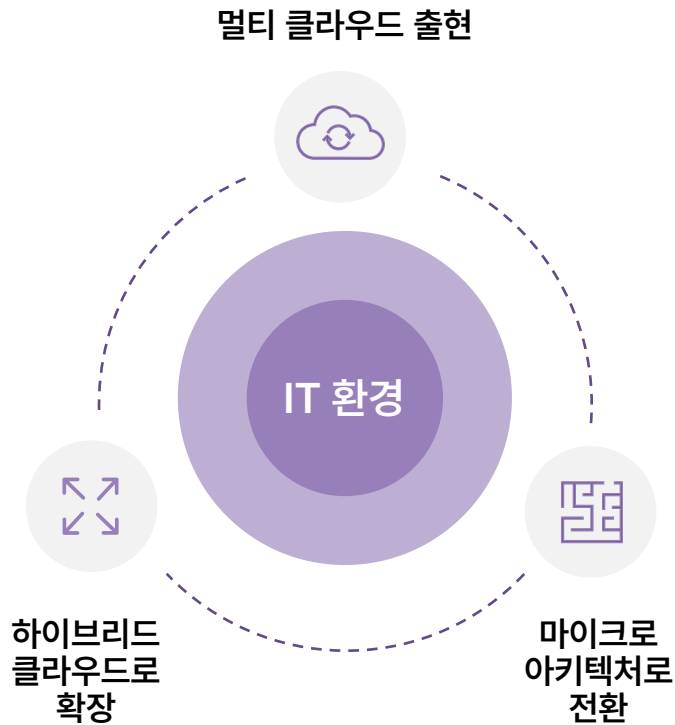 멀티 클라우드 출현
IT 환경
하이브리드
클라우드로
확장
마이크로
아키텍처로
전환